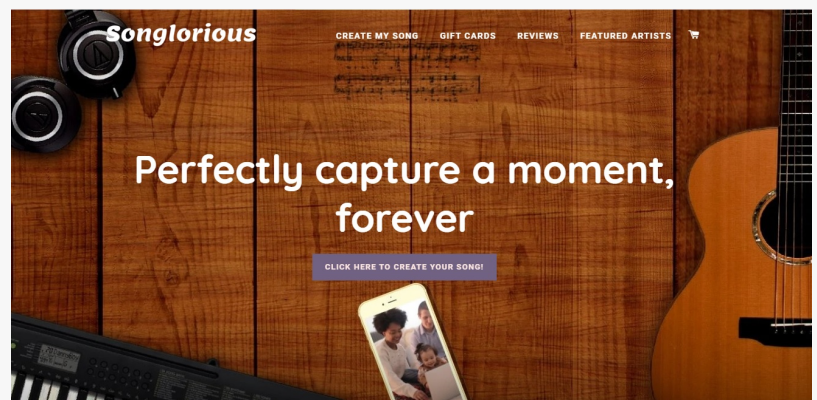 Songlorious
CREATE MY SONG GIFT CARDS REVIEWS FEATURED ARTISTS
Perfectly capture a moment,
forever
CLICK HERE TO CREATE YOUR SONG!